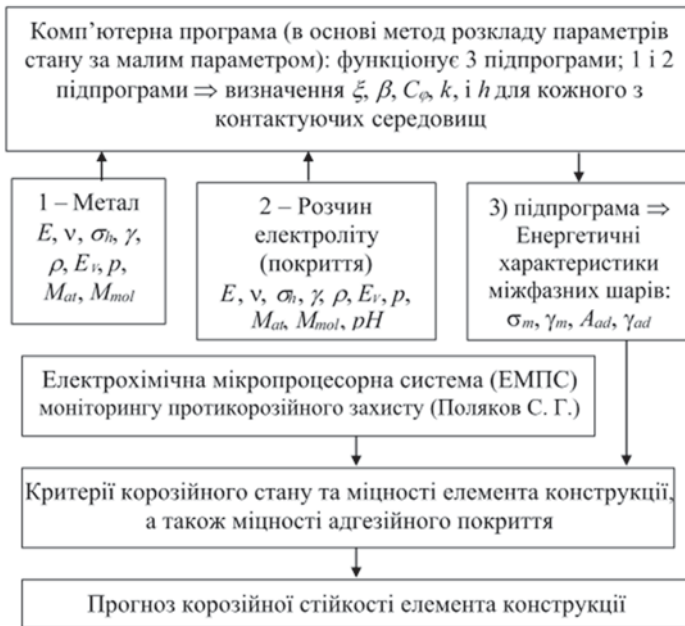 Комп’ютерна програма (в основі метод розкладу параметрів
стану за малим параметром): функціонує 3 підпрограми; 1 і 2
підпрограми ⇒ визначення ξ, β, Cφ, k, і h для кожного з
контактуючих середовищ
1 – Метал
E, ν, σh, γ,
ρ, EV, p,
Mat, Mmol
2 – Розчин
електроліту
(покриття)
E, ν, σh, γ, ρ, EV, p,
Mat, Mmol, pH
3) підпрограма ⇒
Енергетичні
характеристики
міжфазних шарів:
σm, γm, Aad, γad
Електрохімічна мікропроцесорна система (ЕМПС)
моніторингу протикорозійного захисту (Поляков С. Г.)
Критерії корозійного стану та міцності елемента конструкції,
а також міцності адгезійного покриття
Прогноз корозійної стійкості елемента конструкції